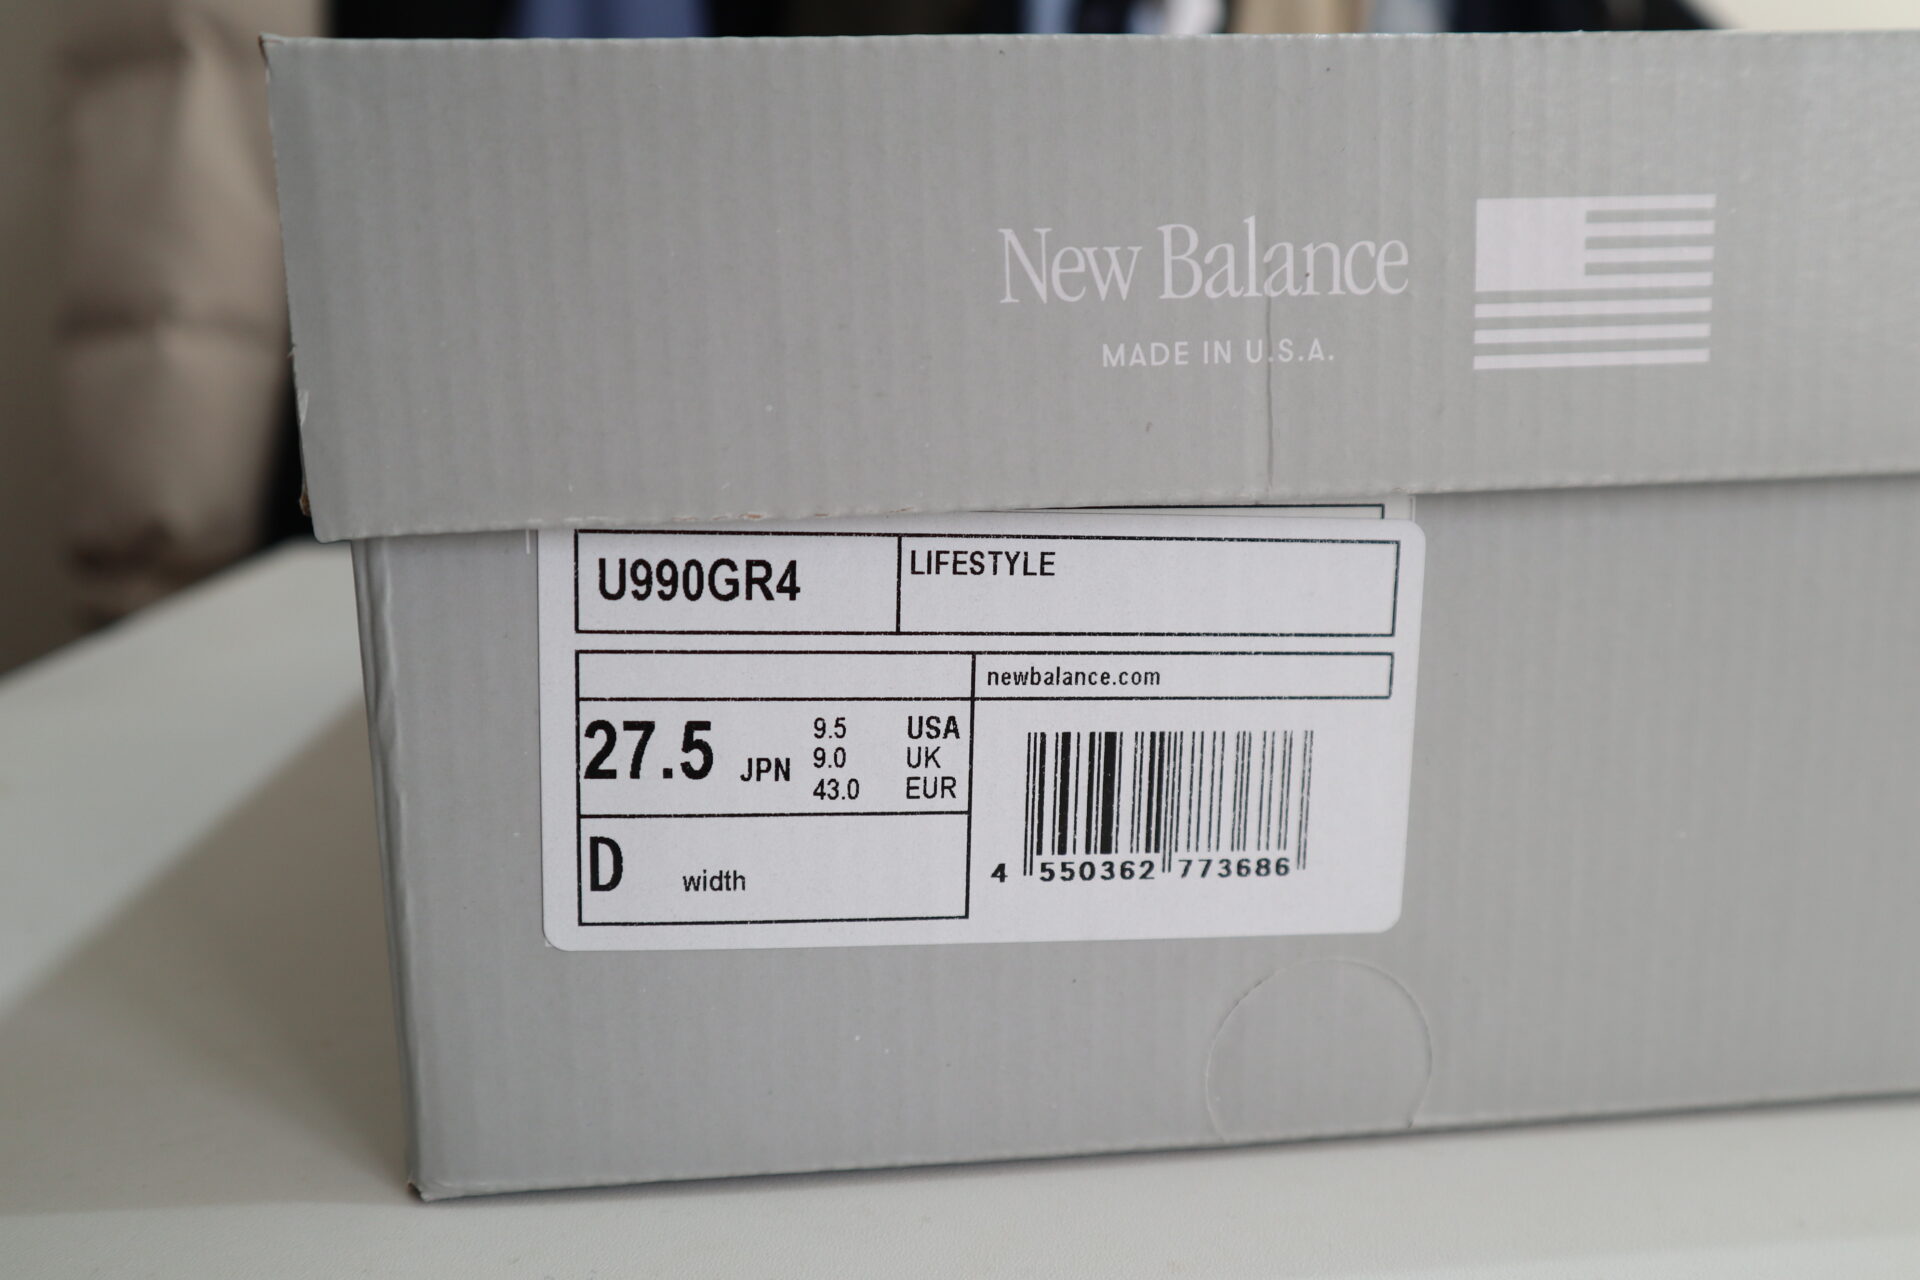 New Balance
MADE IN U.S.A.
U990GR4
LIFESTYLE
newbalance.com
27.5 JPN
9.5 USA
9.0 UK
43.0 EUR
D width
4 550362 773686